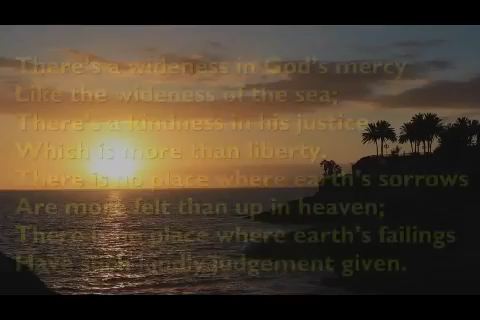 There's a wideness in God's mercy
Like the wideness of the sea;
There's a kindness in his justice
Which is more than liberty.
There is no place where earth's sorrows
Are more felt than up in heaven;
There is no place where earth's failings
Have such kindly judgement given.